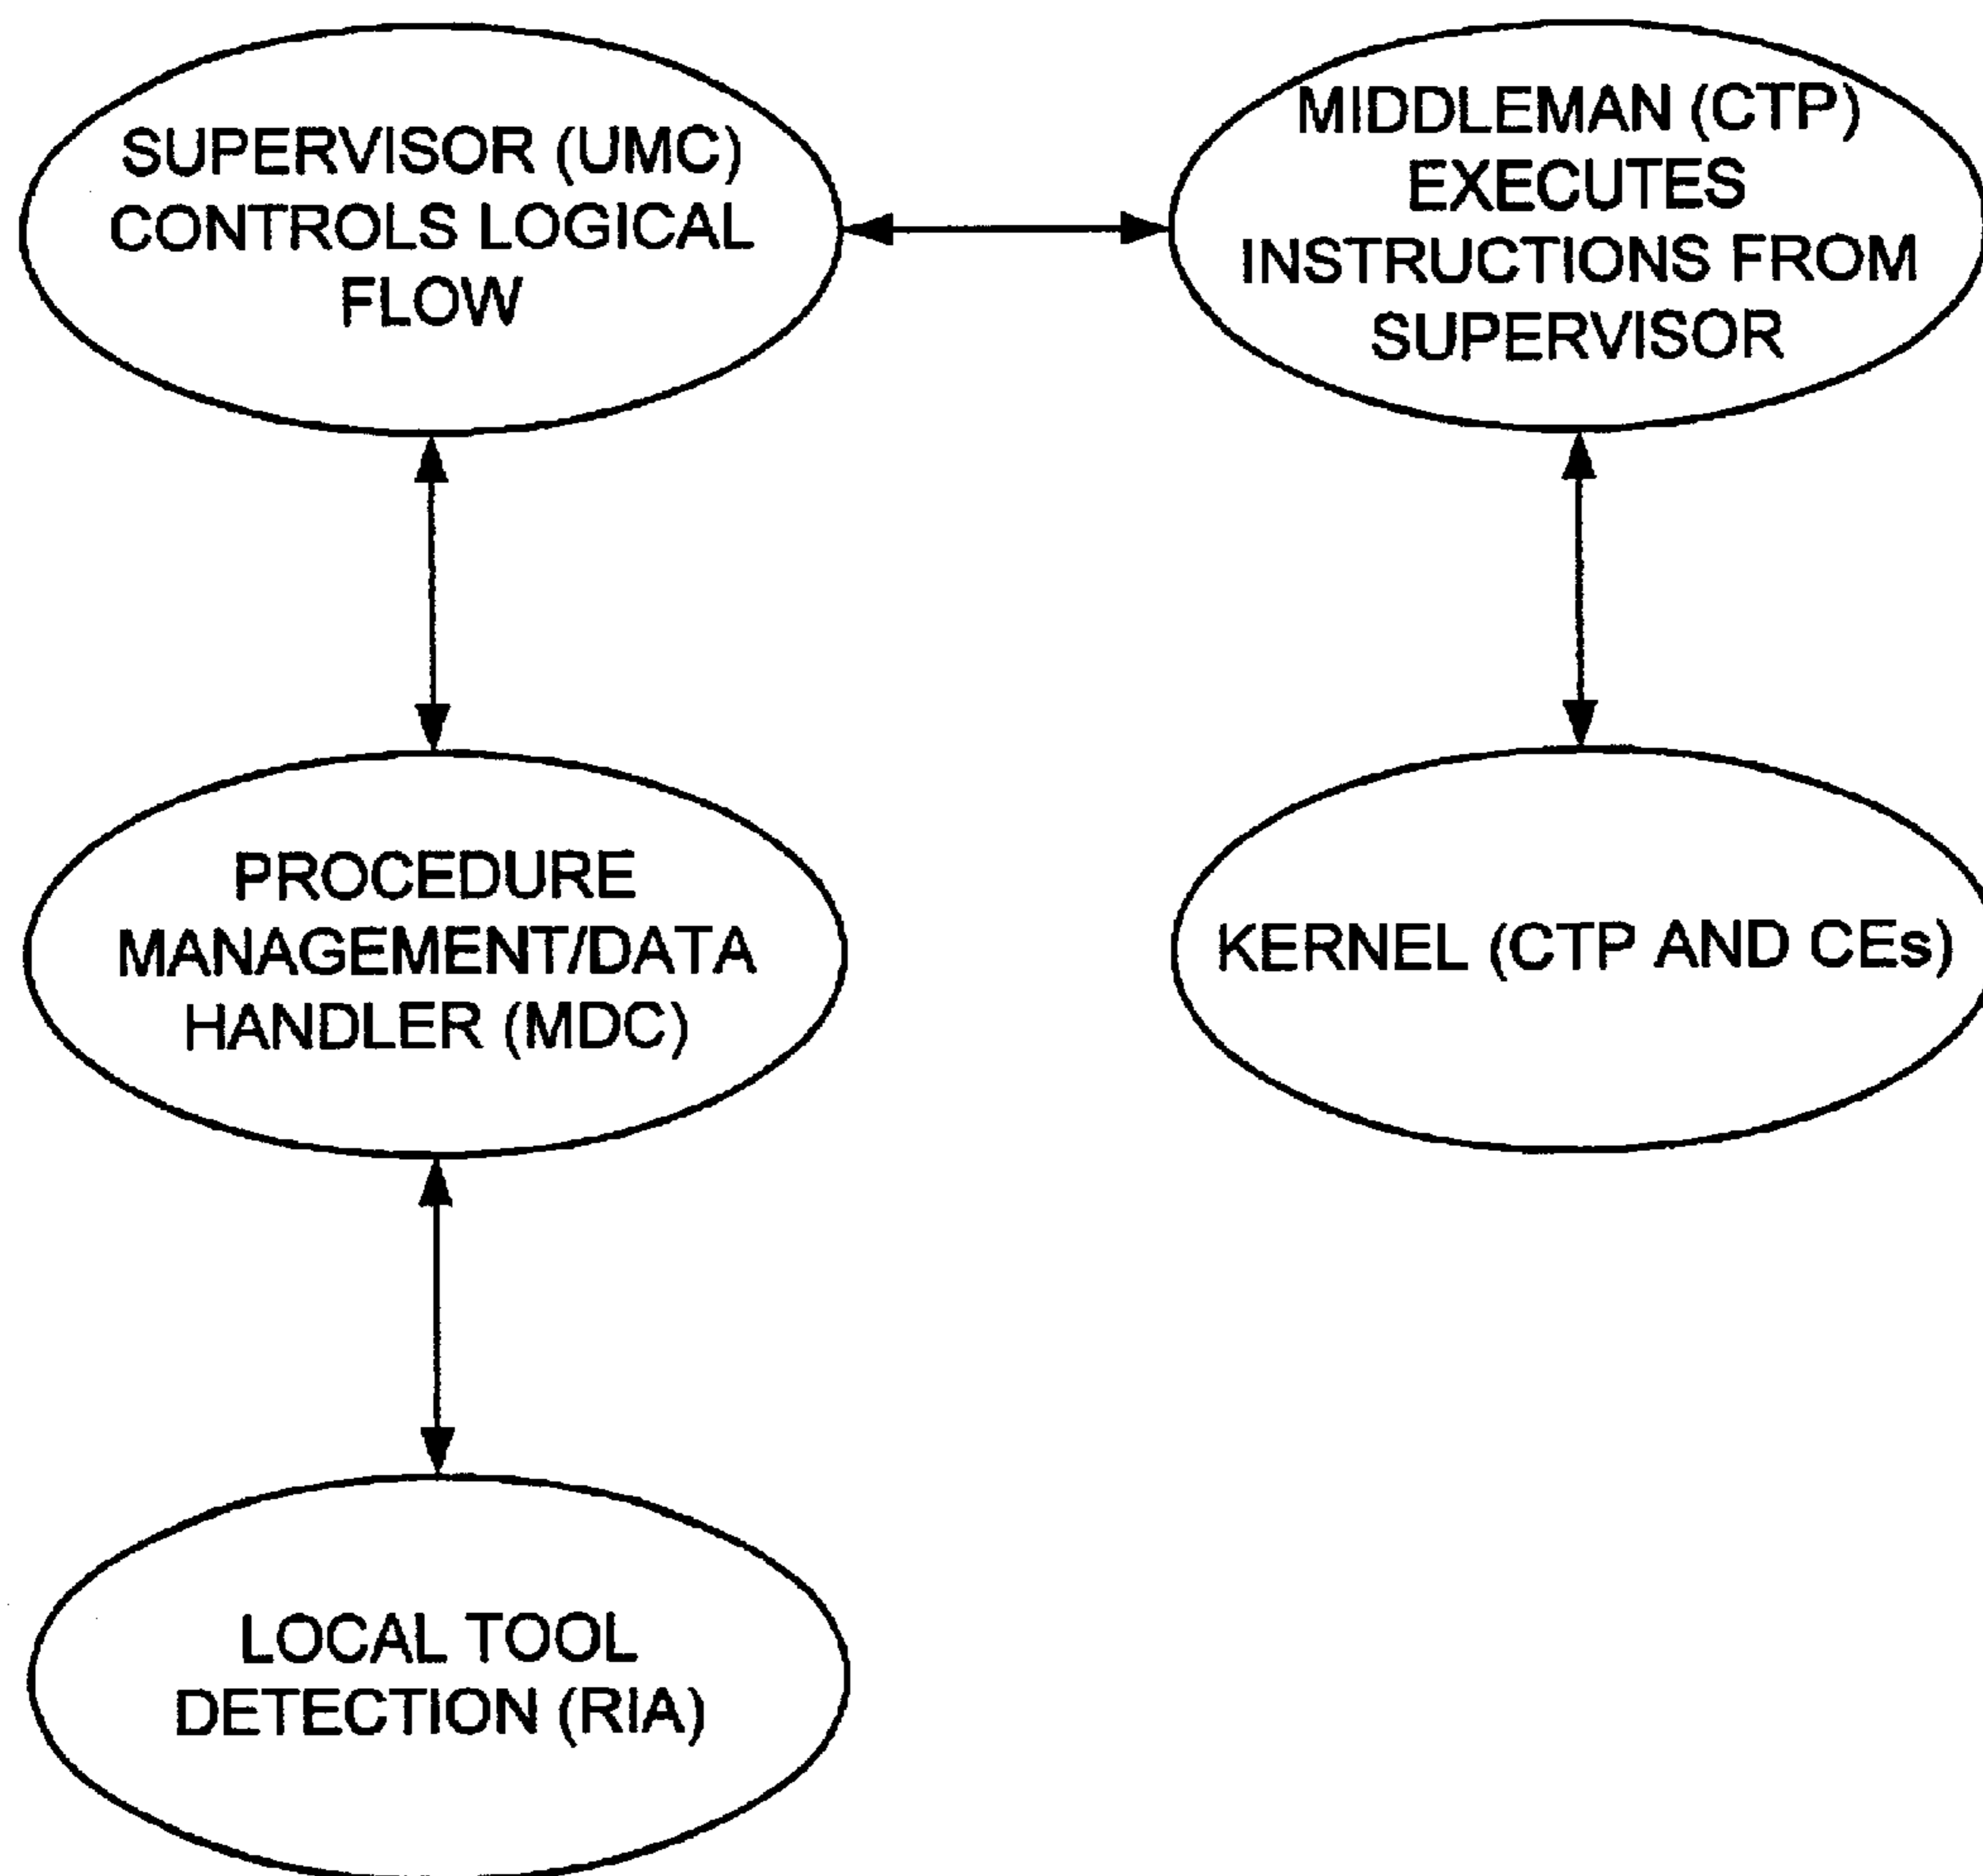 SUPERVISOR (UMC)
CONTROLS LOGICAL
FLOW
MIDDLEMAN (CTP)
EXECUTES
INSTRUCTIONS FROM
SUPERVISOR
PROCEDURE
MANAGEMENT/DATA
HANDLER (MDC)
KERNEL (CTP AND CEs)
LOCAL TOOL
DETECTION (RIA)